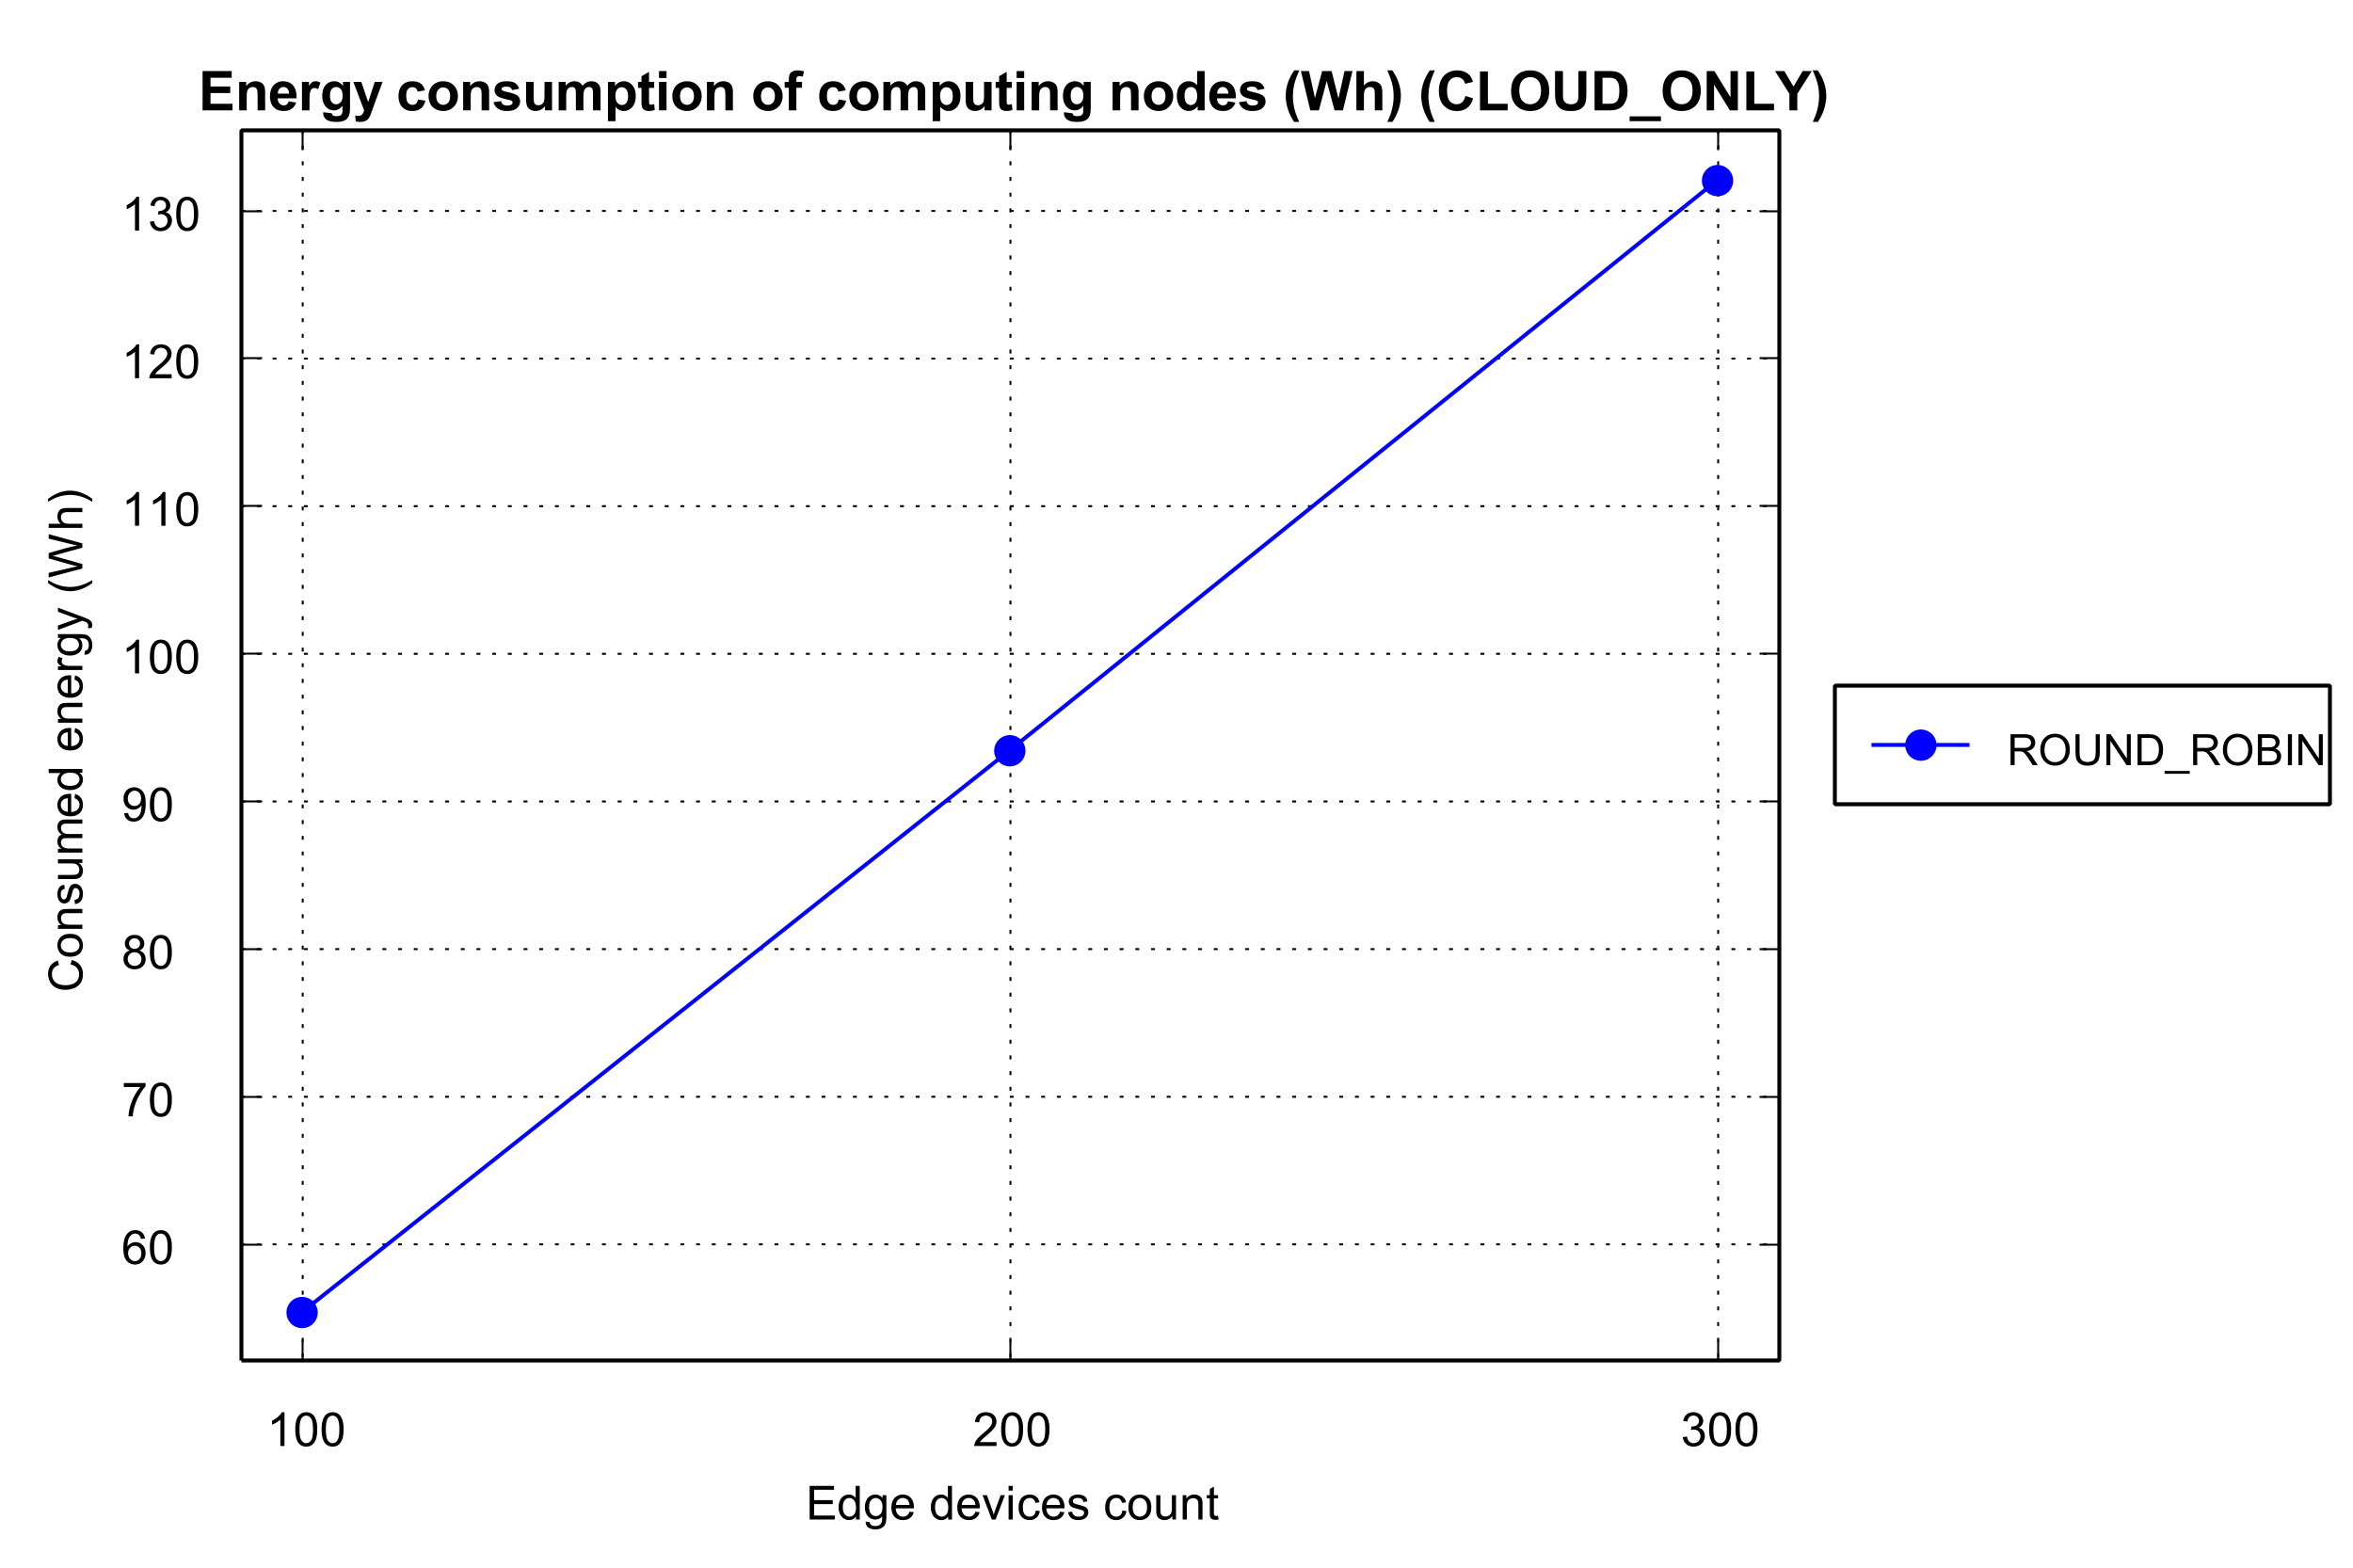 Energy consumption of computing nodes (Wh) (CLOUD_ONLY)
Consumed energy (Wh)
130
120
110
100
90
80
70
60
100 200 300
Edge devices count
ROUND_ROBIN